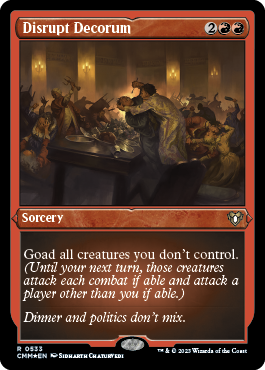 Disrupt Decorum 2
Sorcery
Goad all creatures you don't control.
(Until your next turn, those creatures
attack each combat if able and attack a
player other than you if able.)
Dinner and politics don't mix.
R 0533
CMM★EN Sidharth Chaturvedi
™ & © 2023 Wizards of the Coast